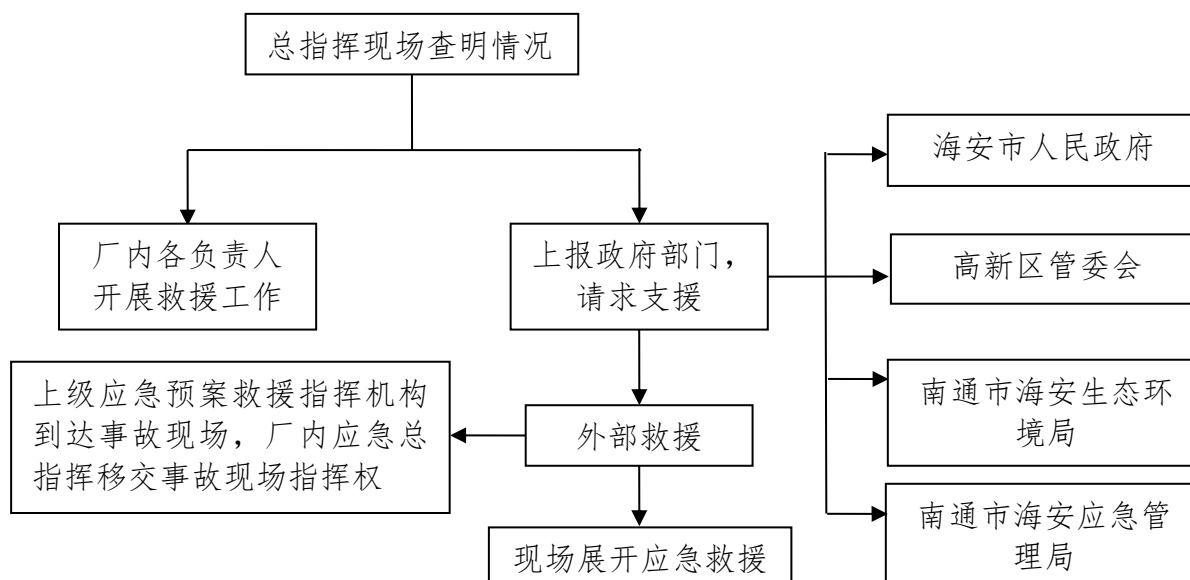 总指挥现场查明情况
海安市人民政府
厂内各负责人
开展救援工作
上报政府部门，
请求支援
高新区管委会
上级应急预案救援指挥机构
到达事故现场，厂内应急总
指挥移交事故现场指挥权
外部救援
南通市海安生态环
境局
现场展开应急救援
南通市海安应急管
理局